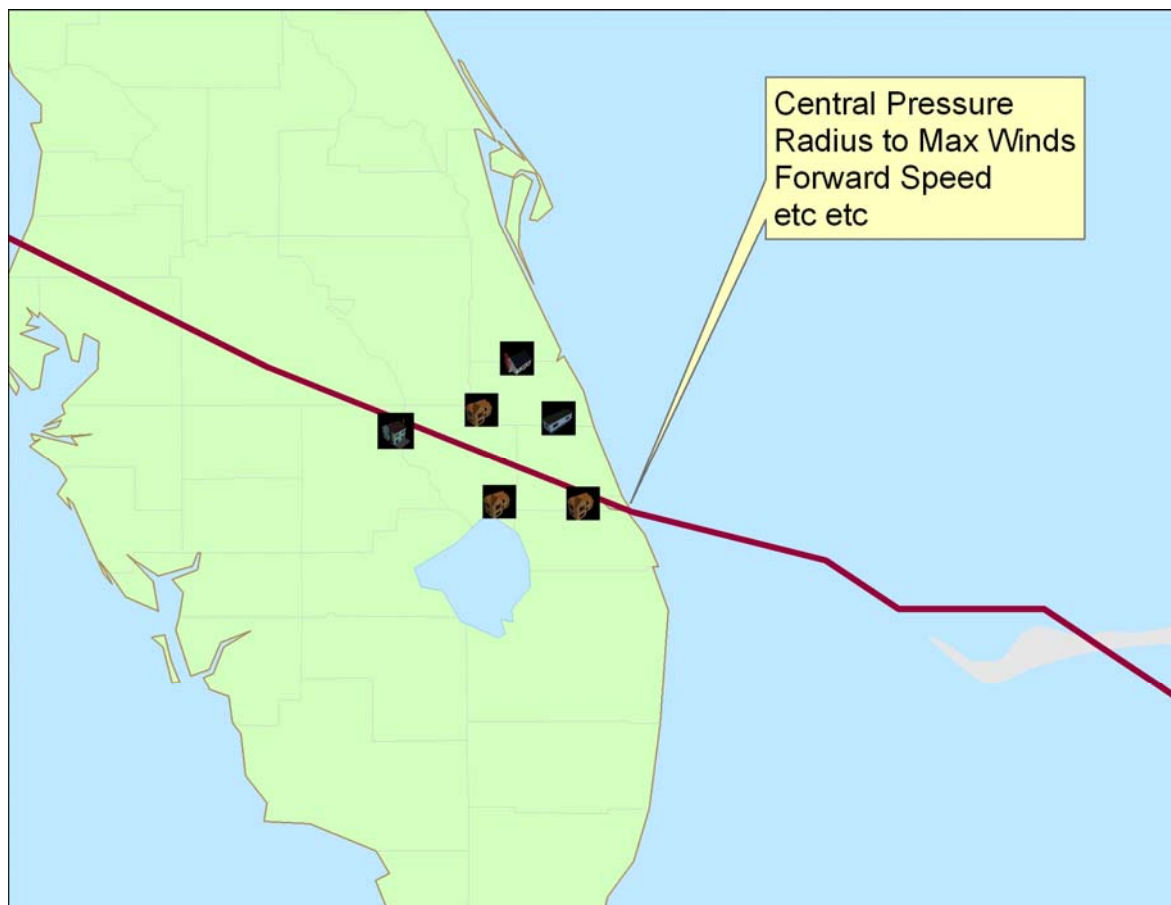 Central Pressure
Radius to Max Winds
Forward Speed
etc etc